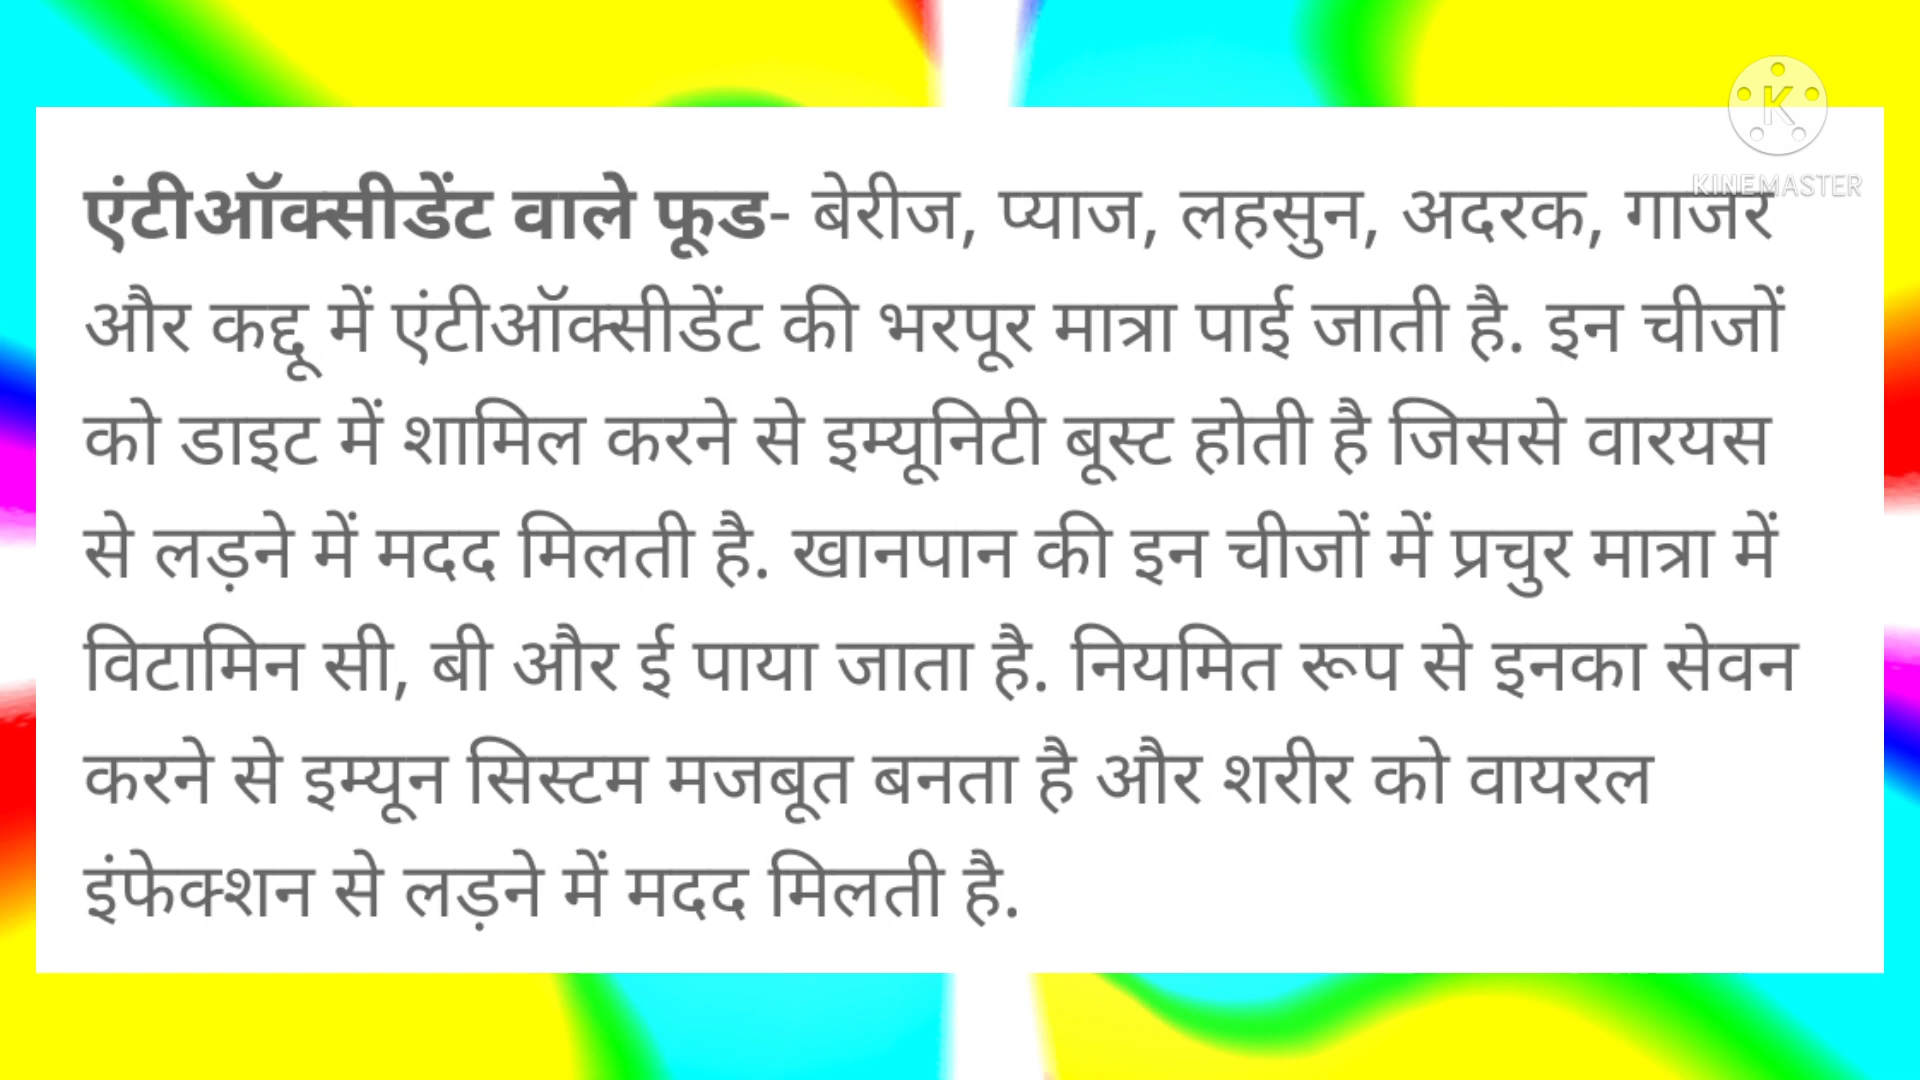 एंटीऑक्सीडेंट वाले फूड- बेरीज, प्याज, लहसुन, अदरक, गाजर
और कद्दू में एंटीऑक्सीडेंट की भरपूर मात्रा पाई जाती है. इन चीजों
को डाइट में शामिल करने से इम्यूनिटी बूस्ट होती है जिससे वारयस
से लड़ने में मदद मिलती है. खानपान की इन चीजों में प्रचुर मात्रा में
विटामिन सी, बी और ई पाया जाता है. नियमित रूप से इनका सेवन
करने से इम्यून सिस्टम मजबूत बनता है और शरीर को वायरल
इंफेक्शन से लड़ने में मदद मिलती है.
K
KINEMASTER